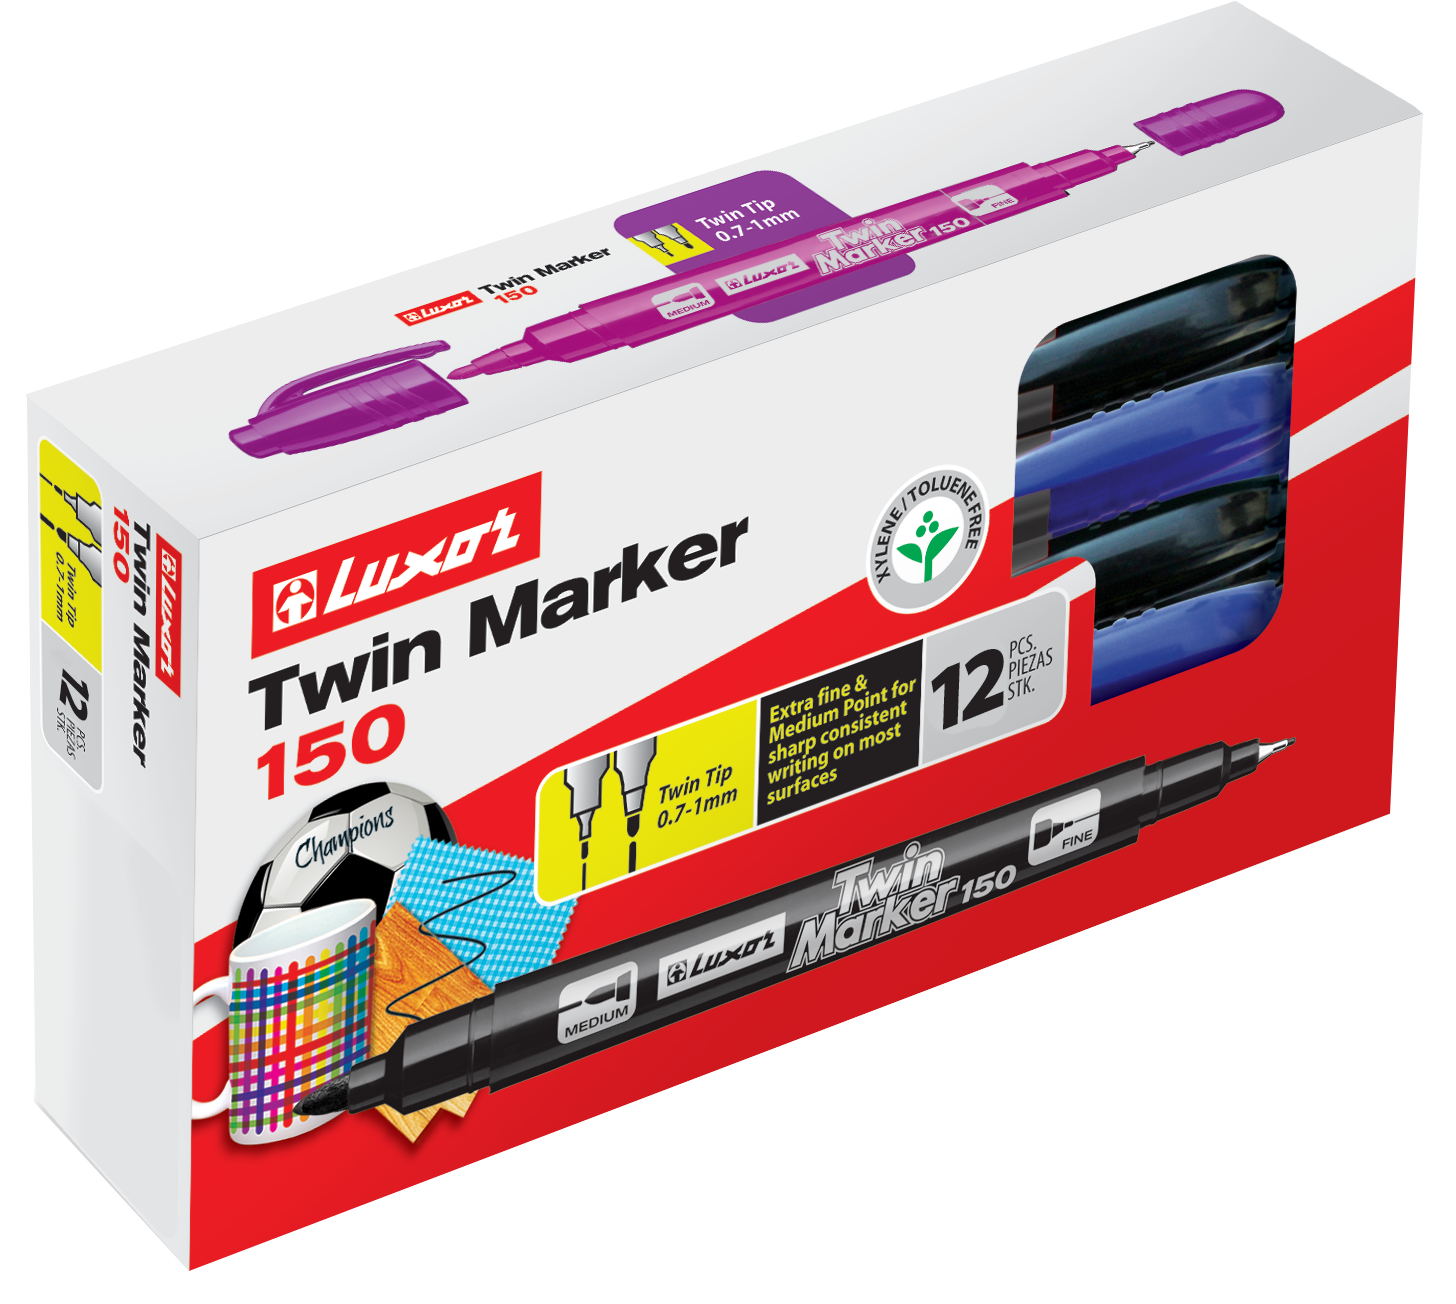 Luxor
Twin Marker
150
Twin Tip
0.7-1mm
MEDIUM
Luxor
Twin
Marker 150
FINE
Twin Tip
0.7-1mm
12
PCS.
PIEZAS
STK.
Luxor
Twin Marker
150
Luxor
Twin Marker
150
XYLENE / TOLUENEFREE
Twin Tip
0.7-1mm
Extra fine &
Medium Point for
sharp consistent
writing on most
surfaces
12
PCS.
PIEZAS
STK.
Champions
MEDIUM
Luxor
Twin
Marker 150
FINE